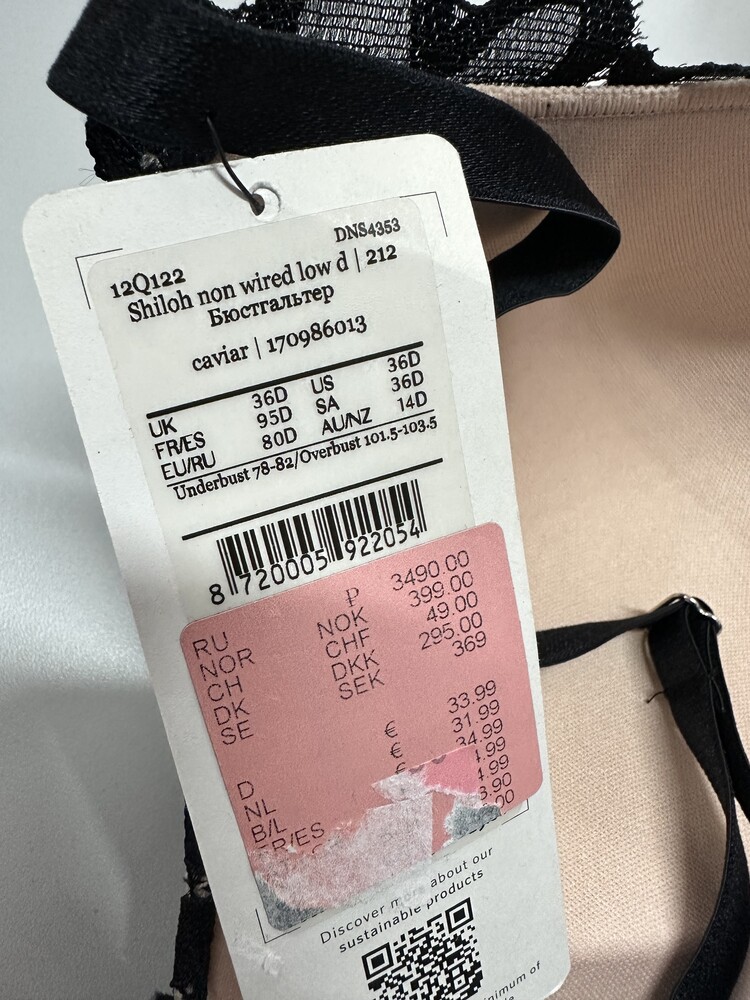 DNS4353
12Q122
Shiloh non wired low d | 212
Бюстгальтер
caviar | 170986013
UK 36D US 36D
FR/ES 95D SA 36D
EU/RU 80D AU/NZ 14D
Underbust 78-82/Overbust 101.5-103.5
8 720005 922054
RU ₽ 3490.00
NOR NOK 399.00
CH CHF 49.00
DK DKK 295.00
SE SEK 369
D € 33.99
NL € 31.99
B/L € 34.99
Discover about our
sustainable products